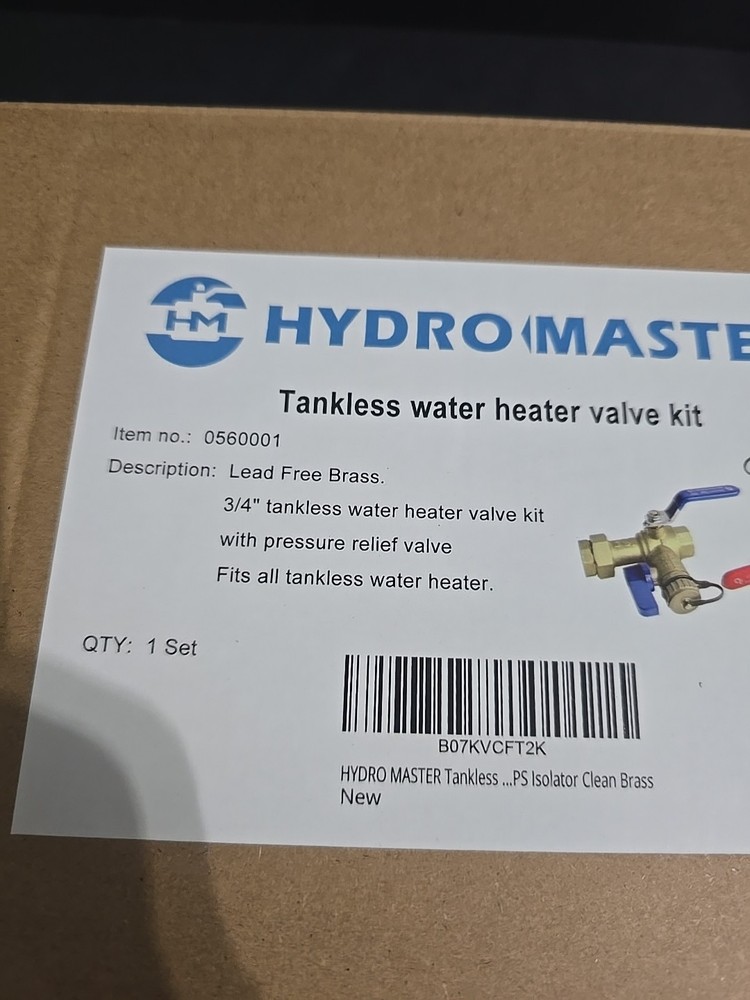 HM
HYDRO MASTE
Tankless water heater valve kit
Item no.: 0560001
Description: Lead Free Brass.
3/4" tankless water heater valve kit
with pressure relief valve
Fits all tankless water heater.
QTY: 1 Set
B07KVCFT2K
HYDRO MASTER Tankless ...PS Isolator Clean Brass
New